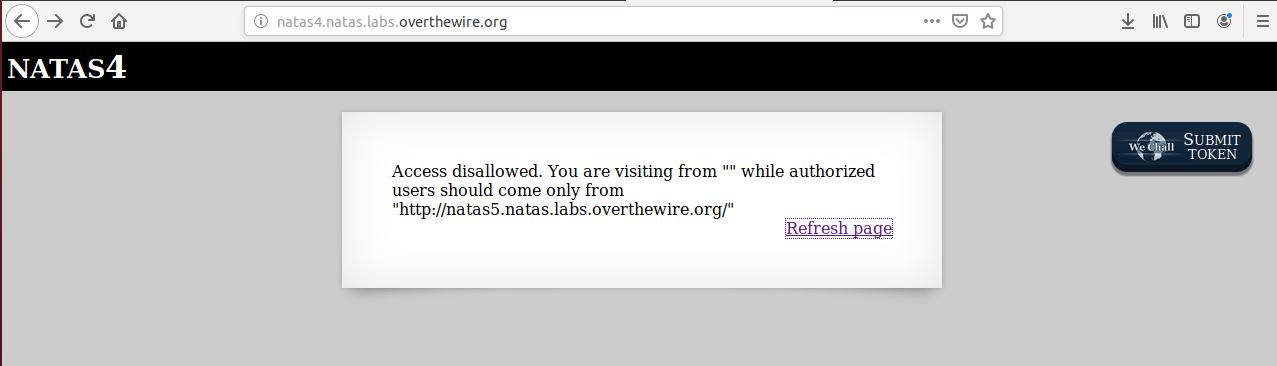 natas4.natas.labs.overthewire.org
NATAS4
Access disallowed. You are visiting from "" while authorized
users should come only from
"http://natas5.natas.labs.overthewire.org/"
Refresh page
We Chall
SUBMIT
TOKEN